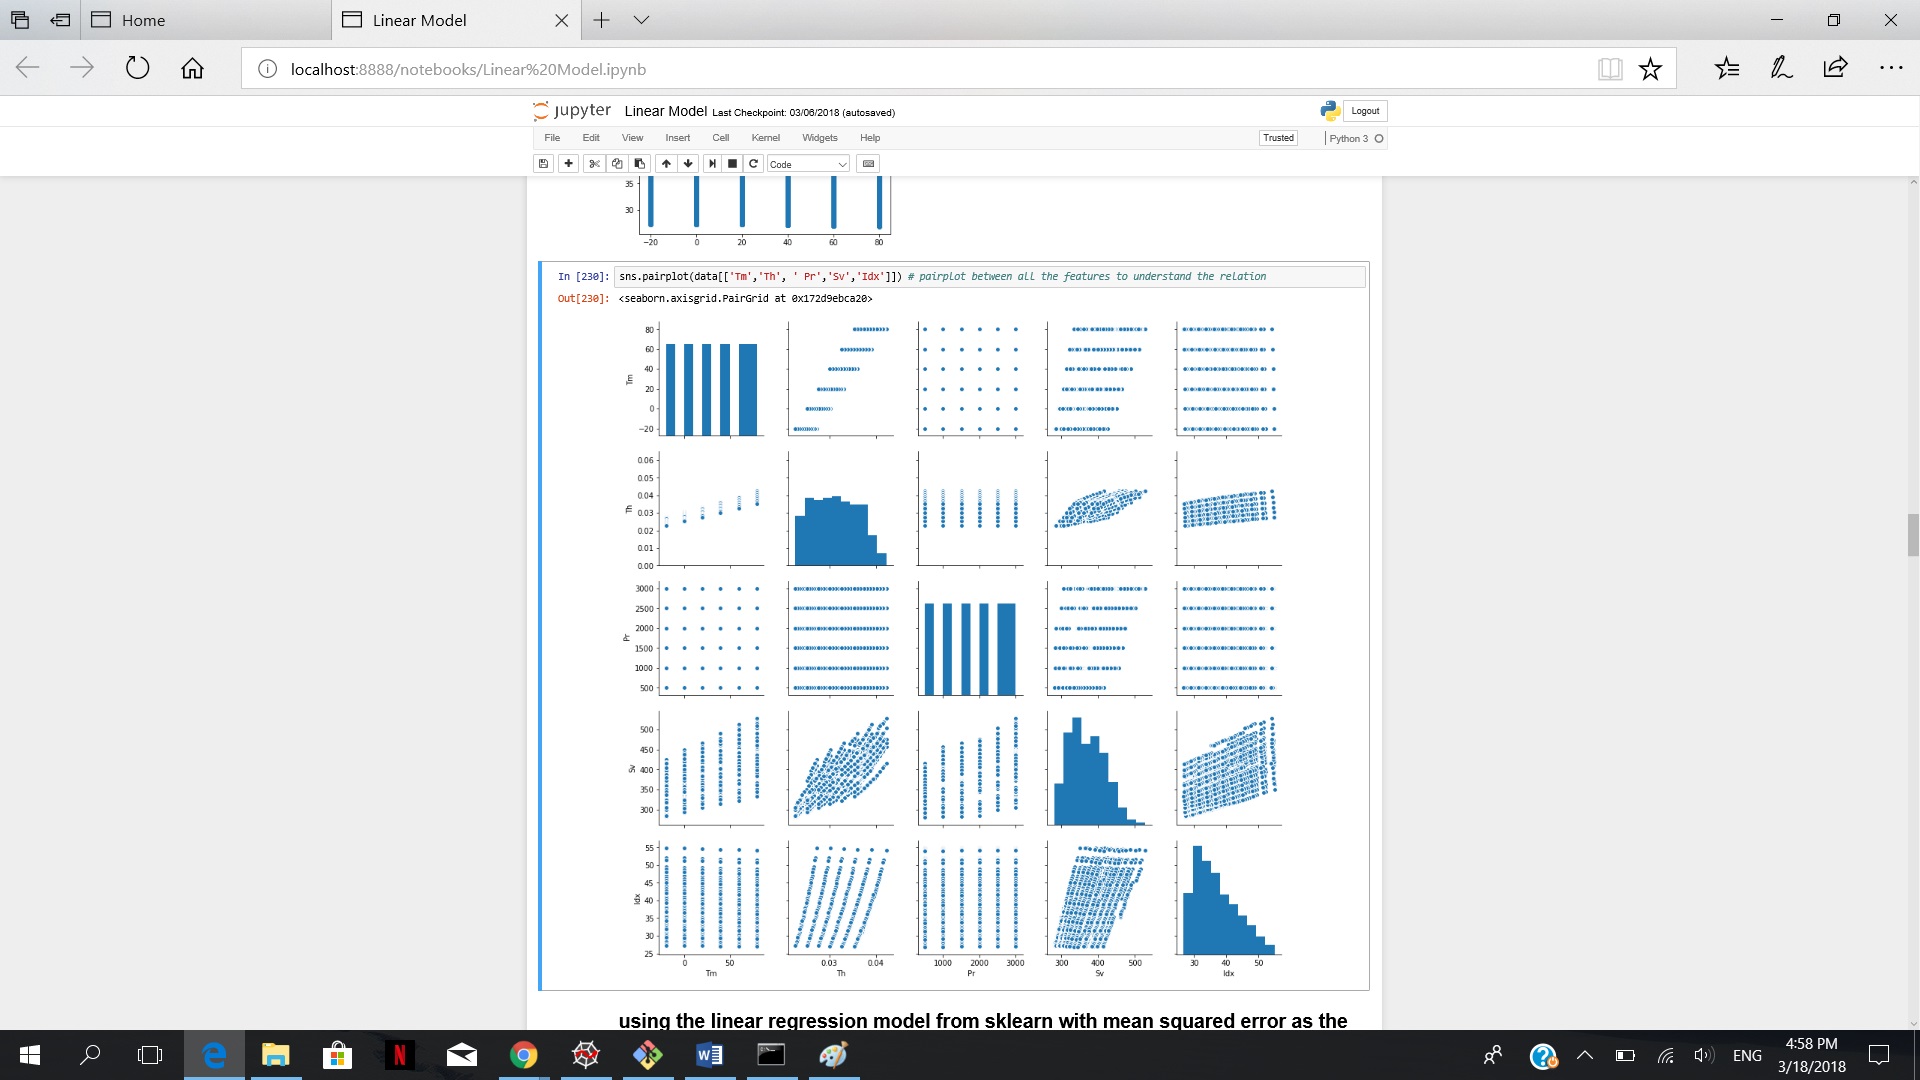 Home
Linear Model
localhost:8888/notebooks/Linear%20Model.ipynb
jupyter Linear Model Last Checkpoint: 03/06/2018 (autosaved)
Logout
File Edit View Insert Cell Kernel Widgets Help
Trusted
Python 3
Code
35
30
−20 0 20 40 60 80
In [230]: sns.pairplot(data[['Tm','Th', ' Pr','Sv','Idx']]) # pairplot between all the features to understand the relation
Out[230]: <seaborn.axisgrid.PairGrid at 0x172d9ebca20>
80
60
40
20
0
−20
Tm
0.06
0.05
0.04
0.03
0.02
0.01
0.00
Th
3000
2500
2000
1500
1000
500
Pr
500
450
400
350
300
Sv
55
50
45
40
35
30
25
Idx
0 50 0.03 0.04 1000 2000 3000 300 400 500 30 40 50
Tm Th Pr Sv Idx
using the linear regression model from sklearn with mean squared error as the
N
ENG
4:58 PM
3/18/2018